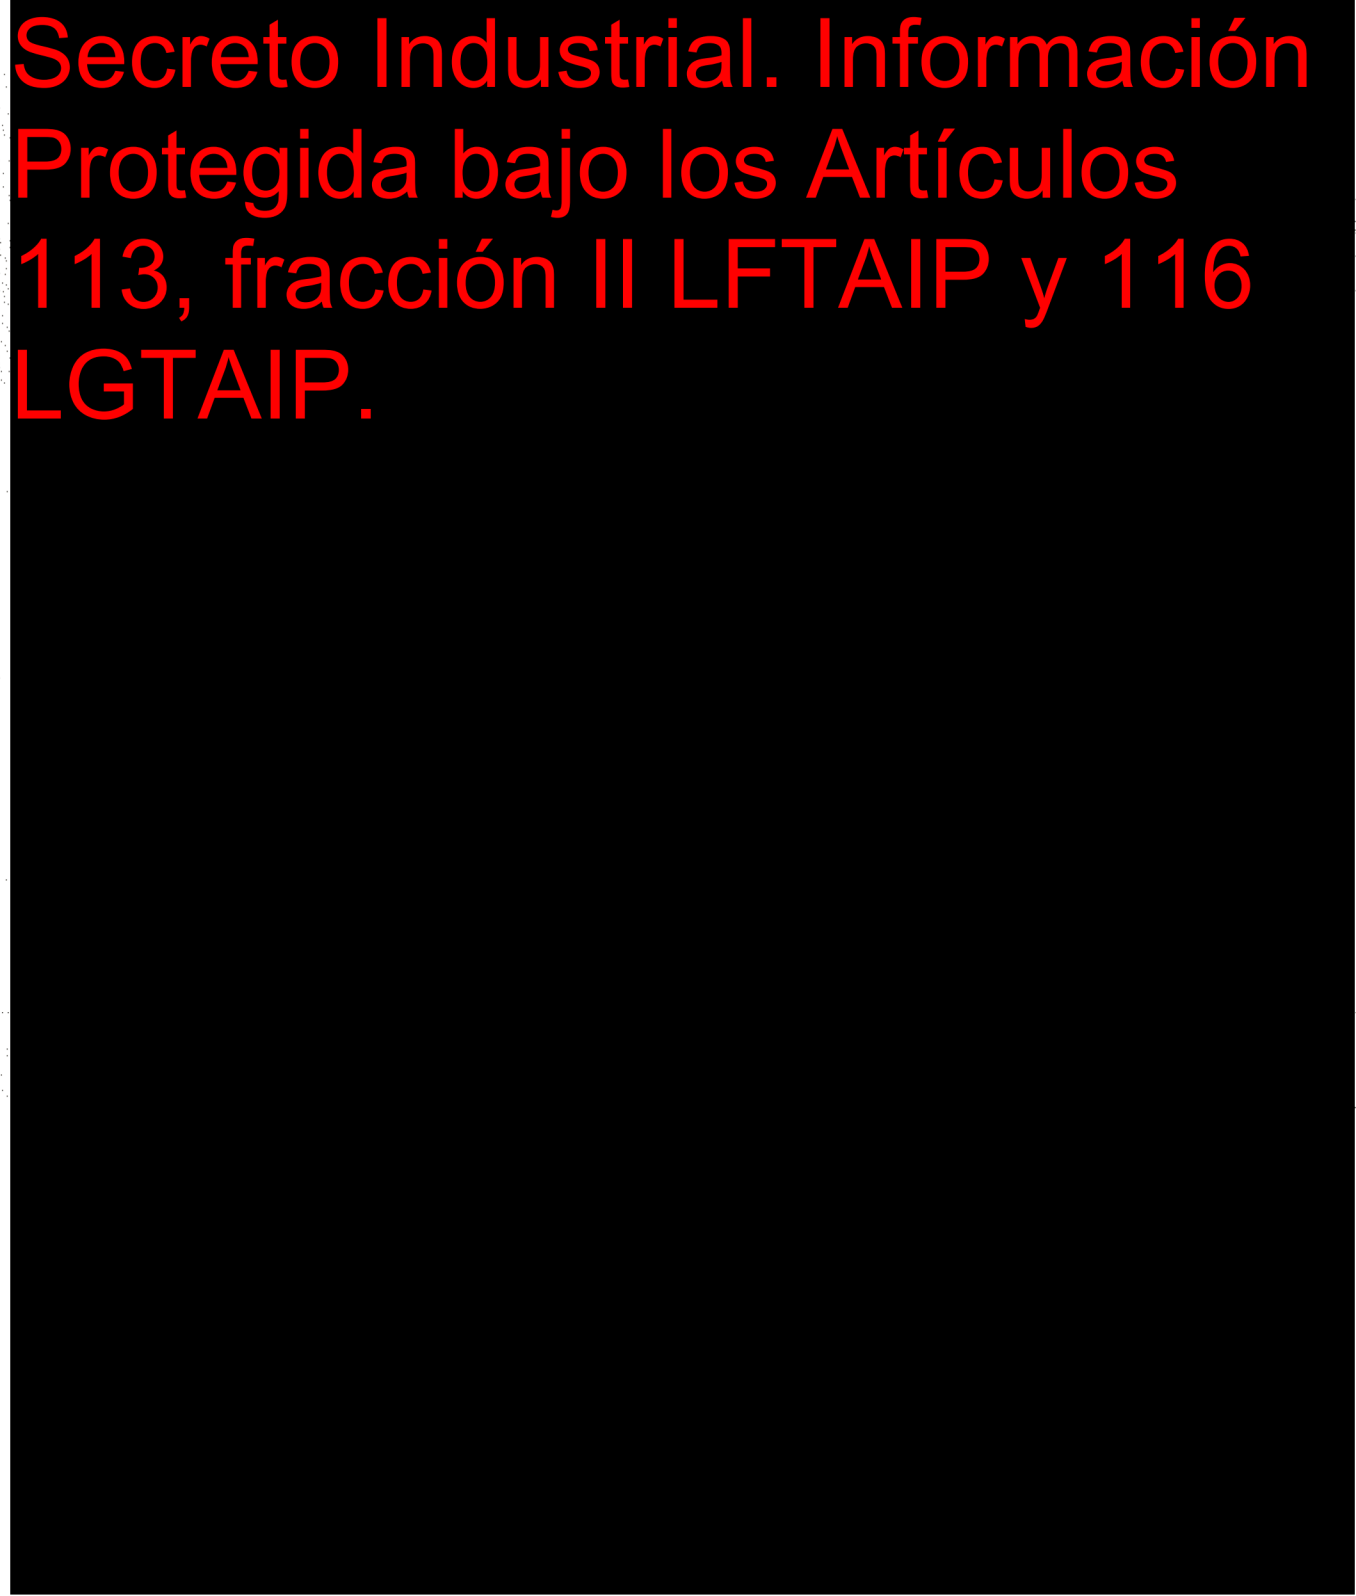 Secreto Industrial. Información
Protegida bajo los Artículos
113, fracción II LFTAIP y 116
LGTAIP.